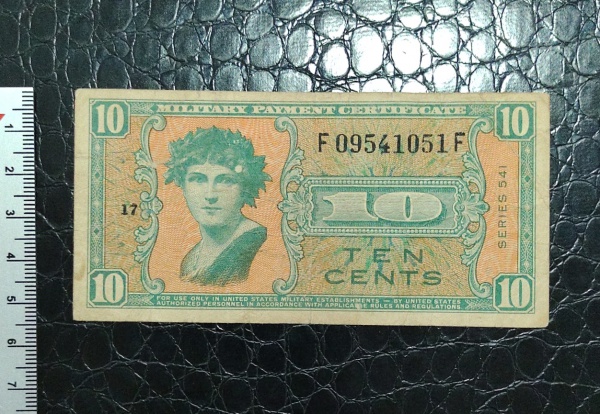 MILITARY PAYMENT CERTIFICATE
10
10
F09541051F
17
10
SERIES 541
TEN
CENTS
10
10
FOR USE ONLY IN UNITED STATES MILITARY ESTABLISHMENTS - BY UNITED STATES
AUTHORIZED PERSONNEL IN ACCORDANCE WITH APPLICABLE RULES AND REGULATIONS.
1
2
3
4
5
6
7